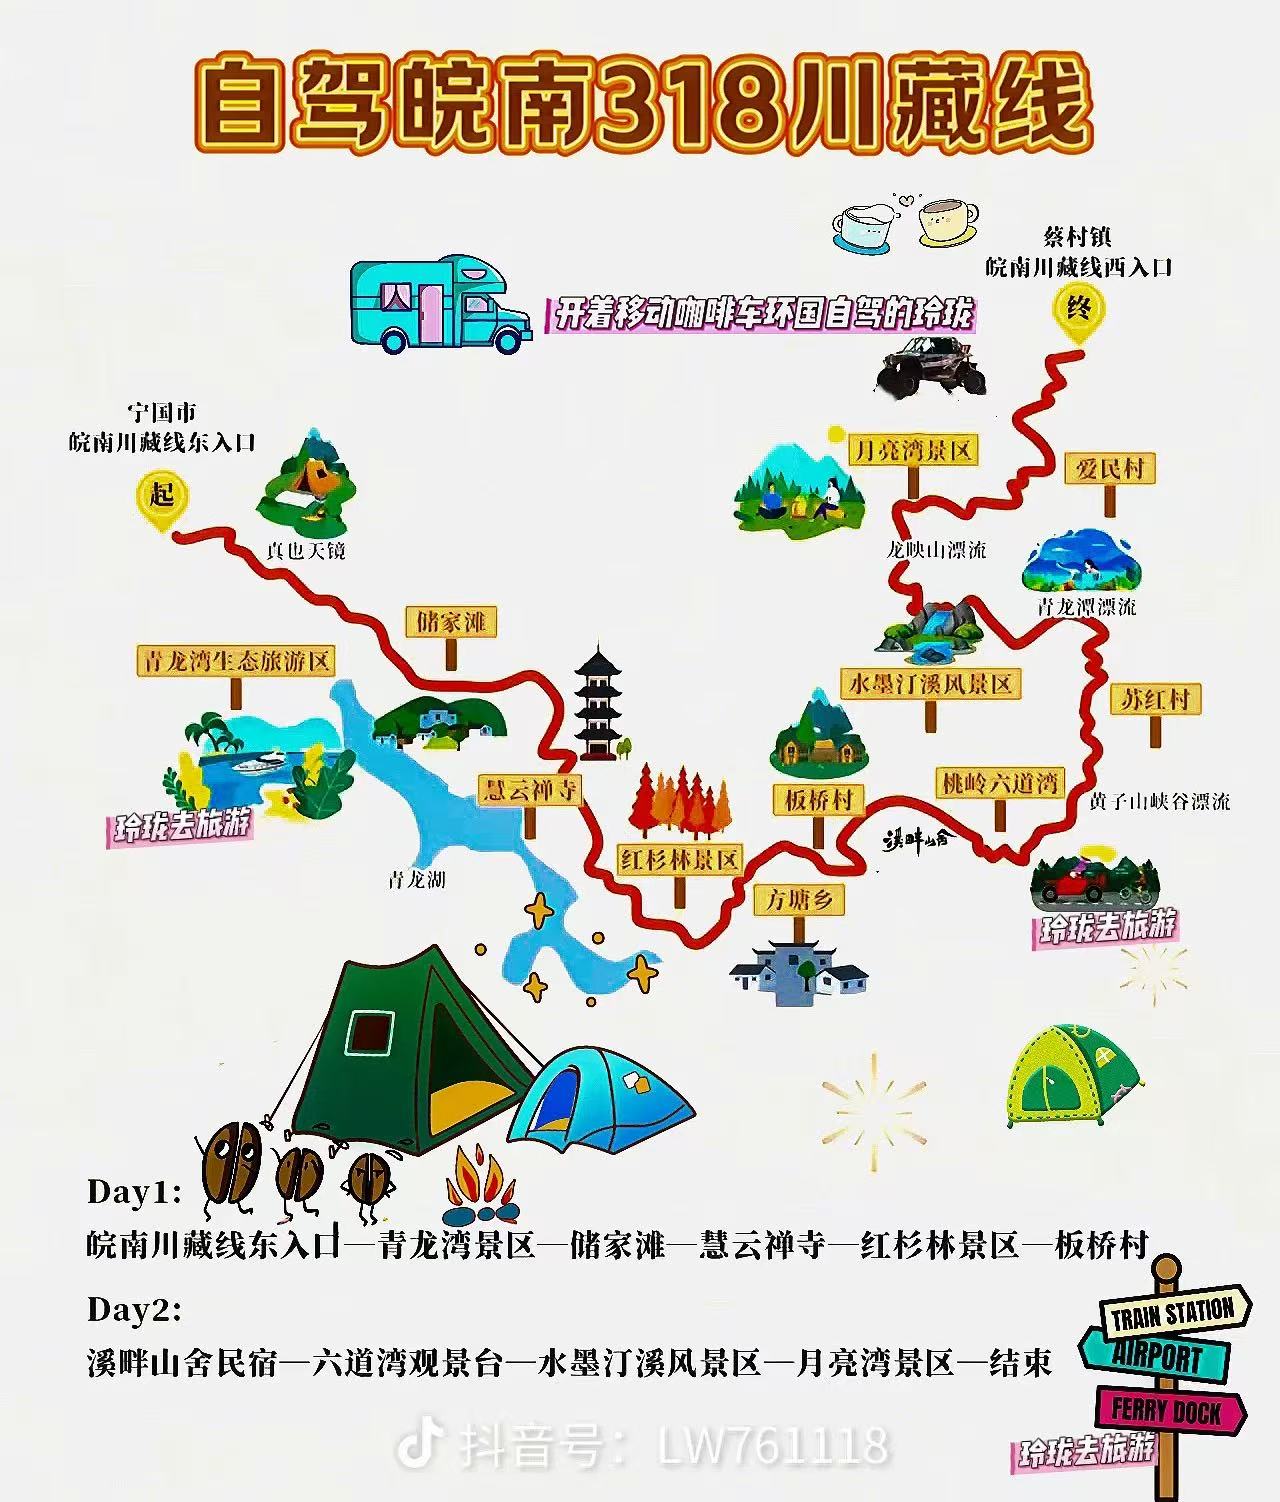 自驾皖南318川藏线
蔡村镇
皖南川藏线西入口
终
开着移动咖啡车环国自驾的玲珑
宁国市
皖南川藏线东入口
起
真也天镜
月亮湾景区
爱民村
龙映山漂流
青龙潭漂流
储家滩
青龙湾生态旅游区
水墨汀溪风景区
苏红村
慧云禅寺
板桥村
桃岭六道湾
黄子山峡谷漂流
玲珑去旅游
溪畔山舍
红杉林景区
青龙湖
方塘乡
玲珑去旅游
Day1:
皖南川藏线东入口—青龙湾景区—储家滩—慧云禅寺—红杉林景区—板桥村
Day2:
溪畔山舍民宿—六道湾观景台—水墨汀溪风景区—月亮湾景区—结束
TRAIN STATION
AIRPORT
FERRY DOCK
玲珑去旅游
抖音号：LW761118